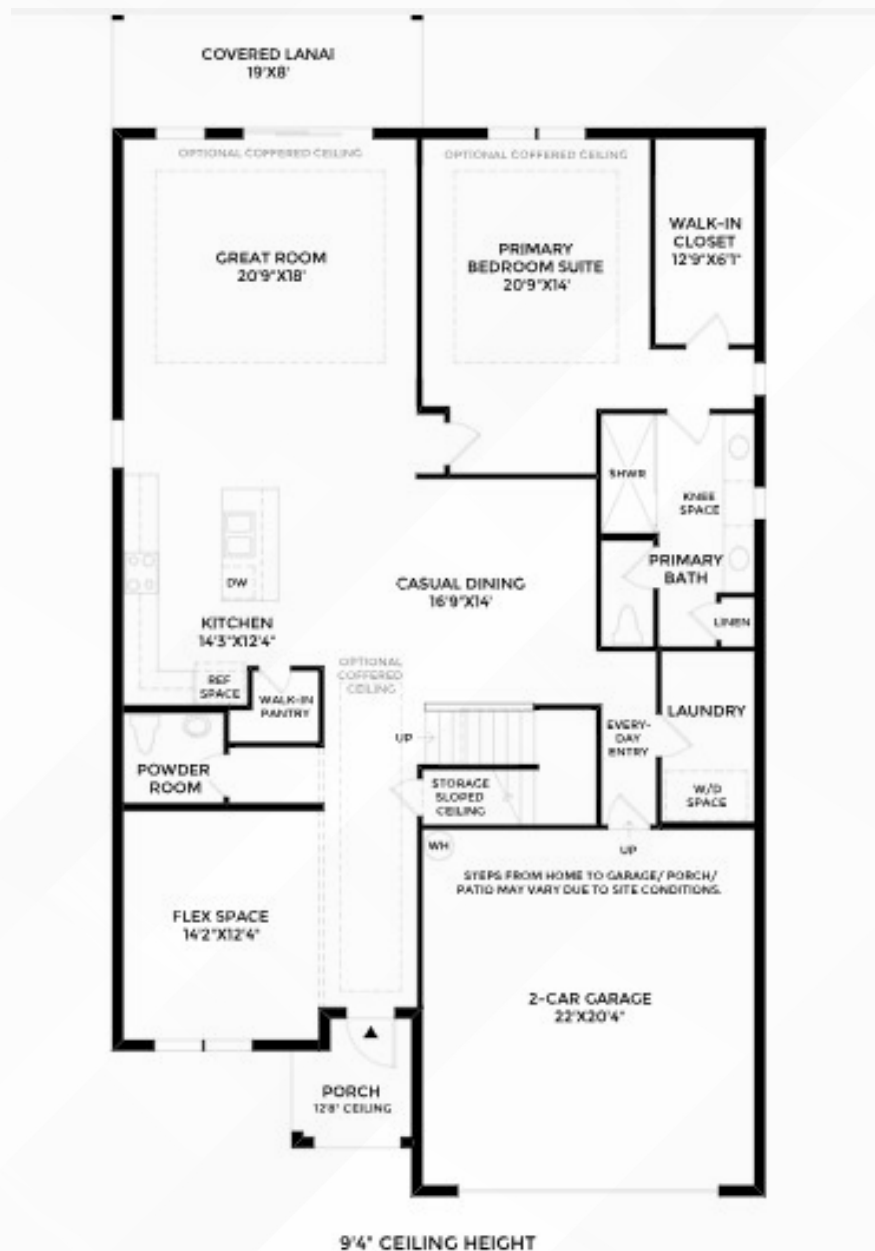 COVERED LANAI
19'X8'
OPTIONAL COFFERED CEILING
OPTIONAL COFFERED CEILING
GREAT ROOM
20'9"X18'
PRIMARY
BEDROOM SUITE
20'9"X14'
WALK-IN
CLOSET
12'9"X6'1"
SHWR
KNEE
SPACE
PRIMARY
BATH
LINEN
DW
CASUAL DINING
16'9"X14'
KITCHEN
14'3"X12'4"
REF
SPACE
WALK-IN
PANTRY
OPTIONAL
COFFERED
CEILING
UP
EVERY-
DAY
ENTRY
LAUNDRY
W/D
SPACE
POWDER
ROOM
STORAGE
SLOPED
CEILING
WH
UP
STEPS FROM HOME TO GARAGE/ PORCH/
PATIO MAY VARY DUE TO SITE CONDITIONS.
FLEX SPACE
14'2"X12'4"
2-CAR GARAGE
22'X20'4"
PORCH
12'8" CEILING
9'4" CEILING HEIGHT